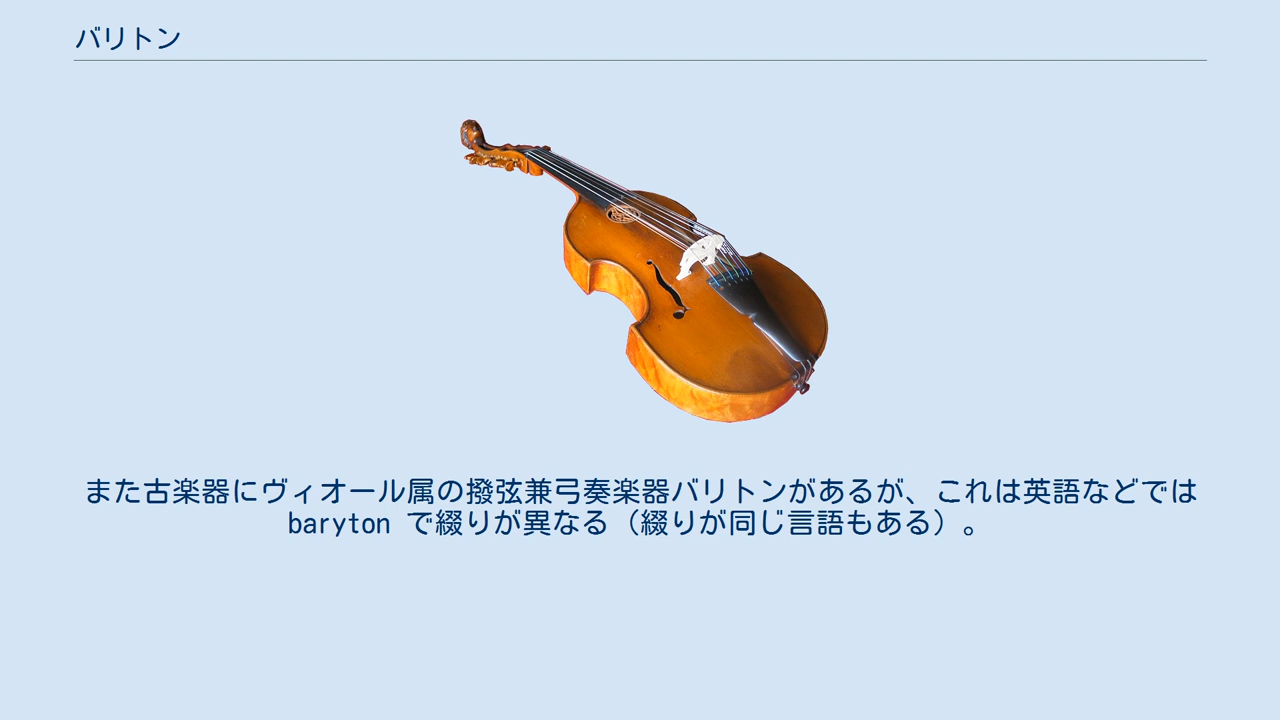 バリトン
また古楽器にヴィオール属の撥弦兼弓奏楽器バリトンがあるが、これは英語などでは
baryton で綴りが異なる（綴りが同じ言語もある）。